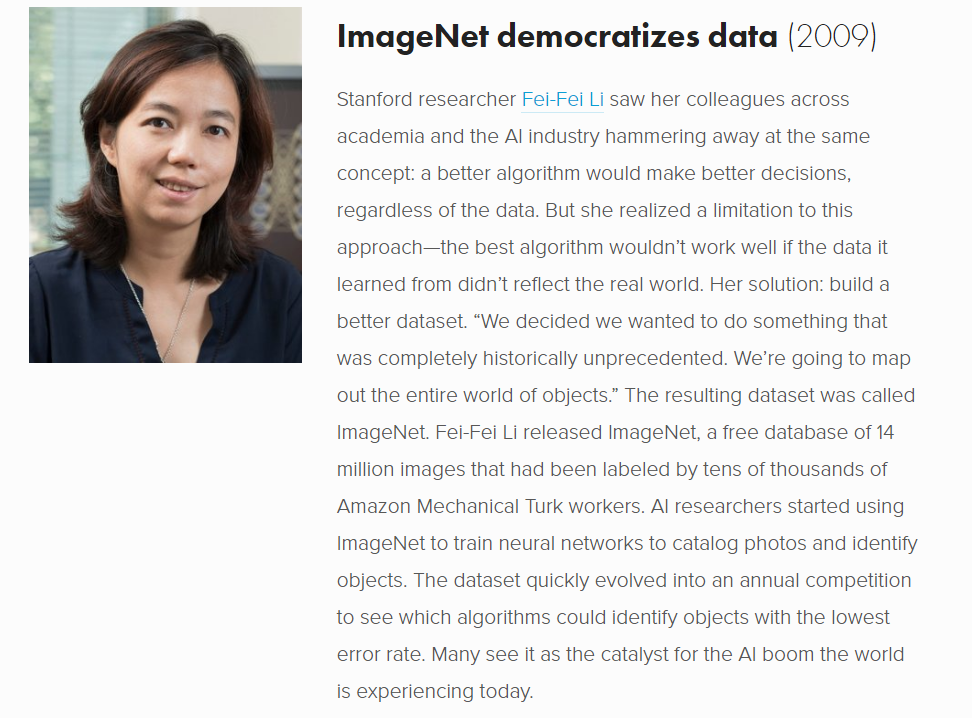 ImageNet democratizes data (2009)
Stanford researcher Fei-Fei Li saw her colleagues across
academia and the AI industry hammering away at the same
concept: a better algorithm would make better decisions,
regardless of the data. But she realized a limitation to this
approach—the best algorithm wouldn’t work well if the data it
learned from didn’t reflect the real world. Her solution: build a
better dataset. “We decided we wanted to do something that
was completely historically unprecedented. We’re going to map
out the entire world of objects.” The resulting dataset was called
ImageNet. Fei-Fei Li released ImageNet, a free database of 14
million images that had been labeled by tens of thousands of
Amazon Mechanical Turk workers. AI researchers started using
ImageNet to train neural networks to catalog photos and identify
objects. The dataset quickly evolved into an annual competition
to see which algorithms could identify objects with the lowest
error rate. Many see it as the catalyst for the AI boom the world
is experiencing today.